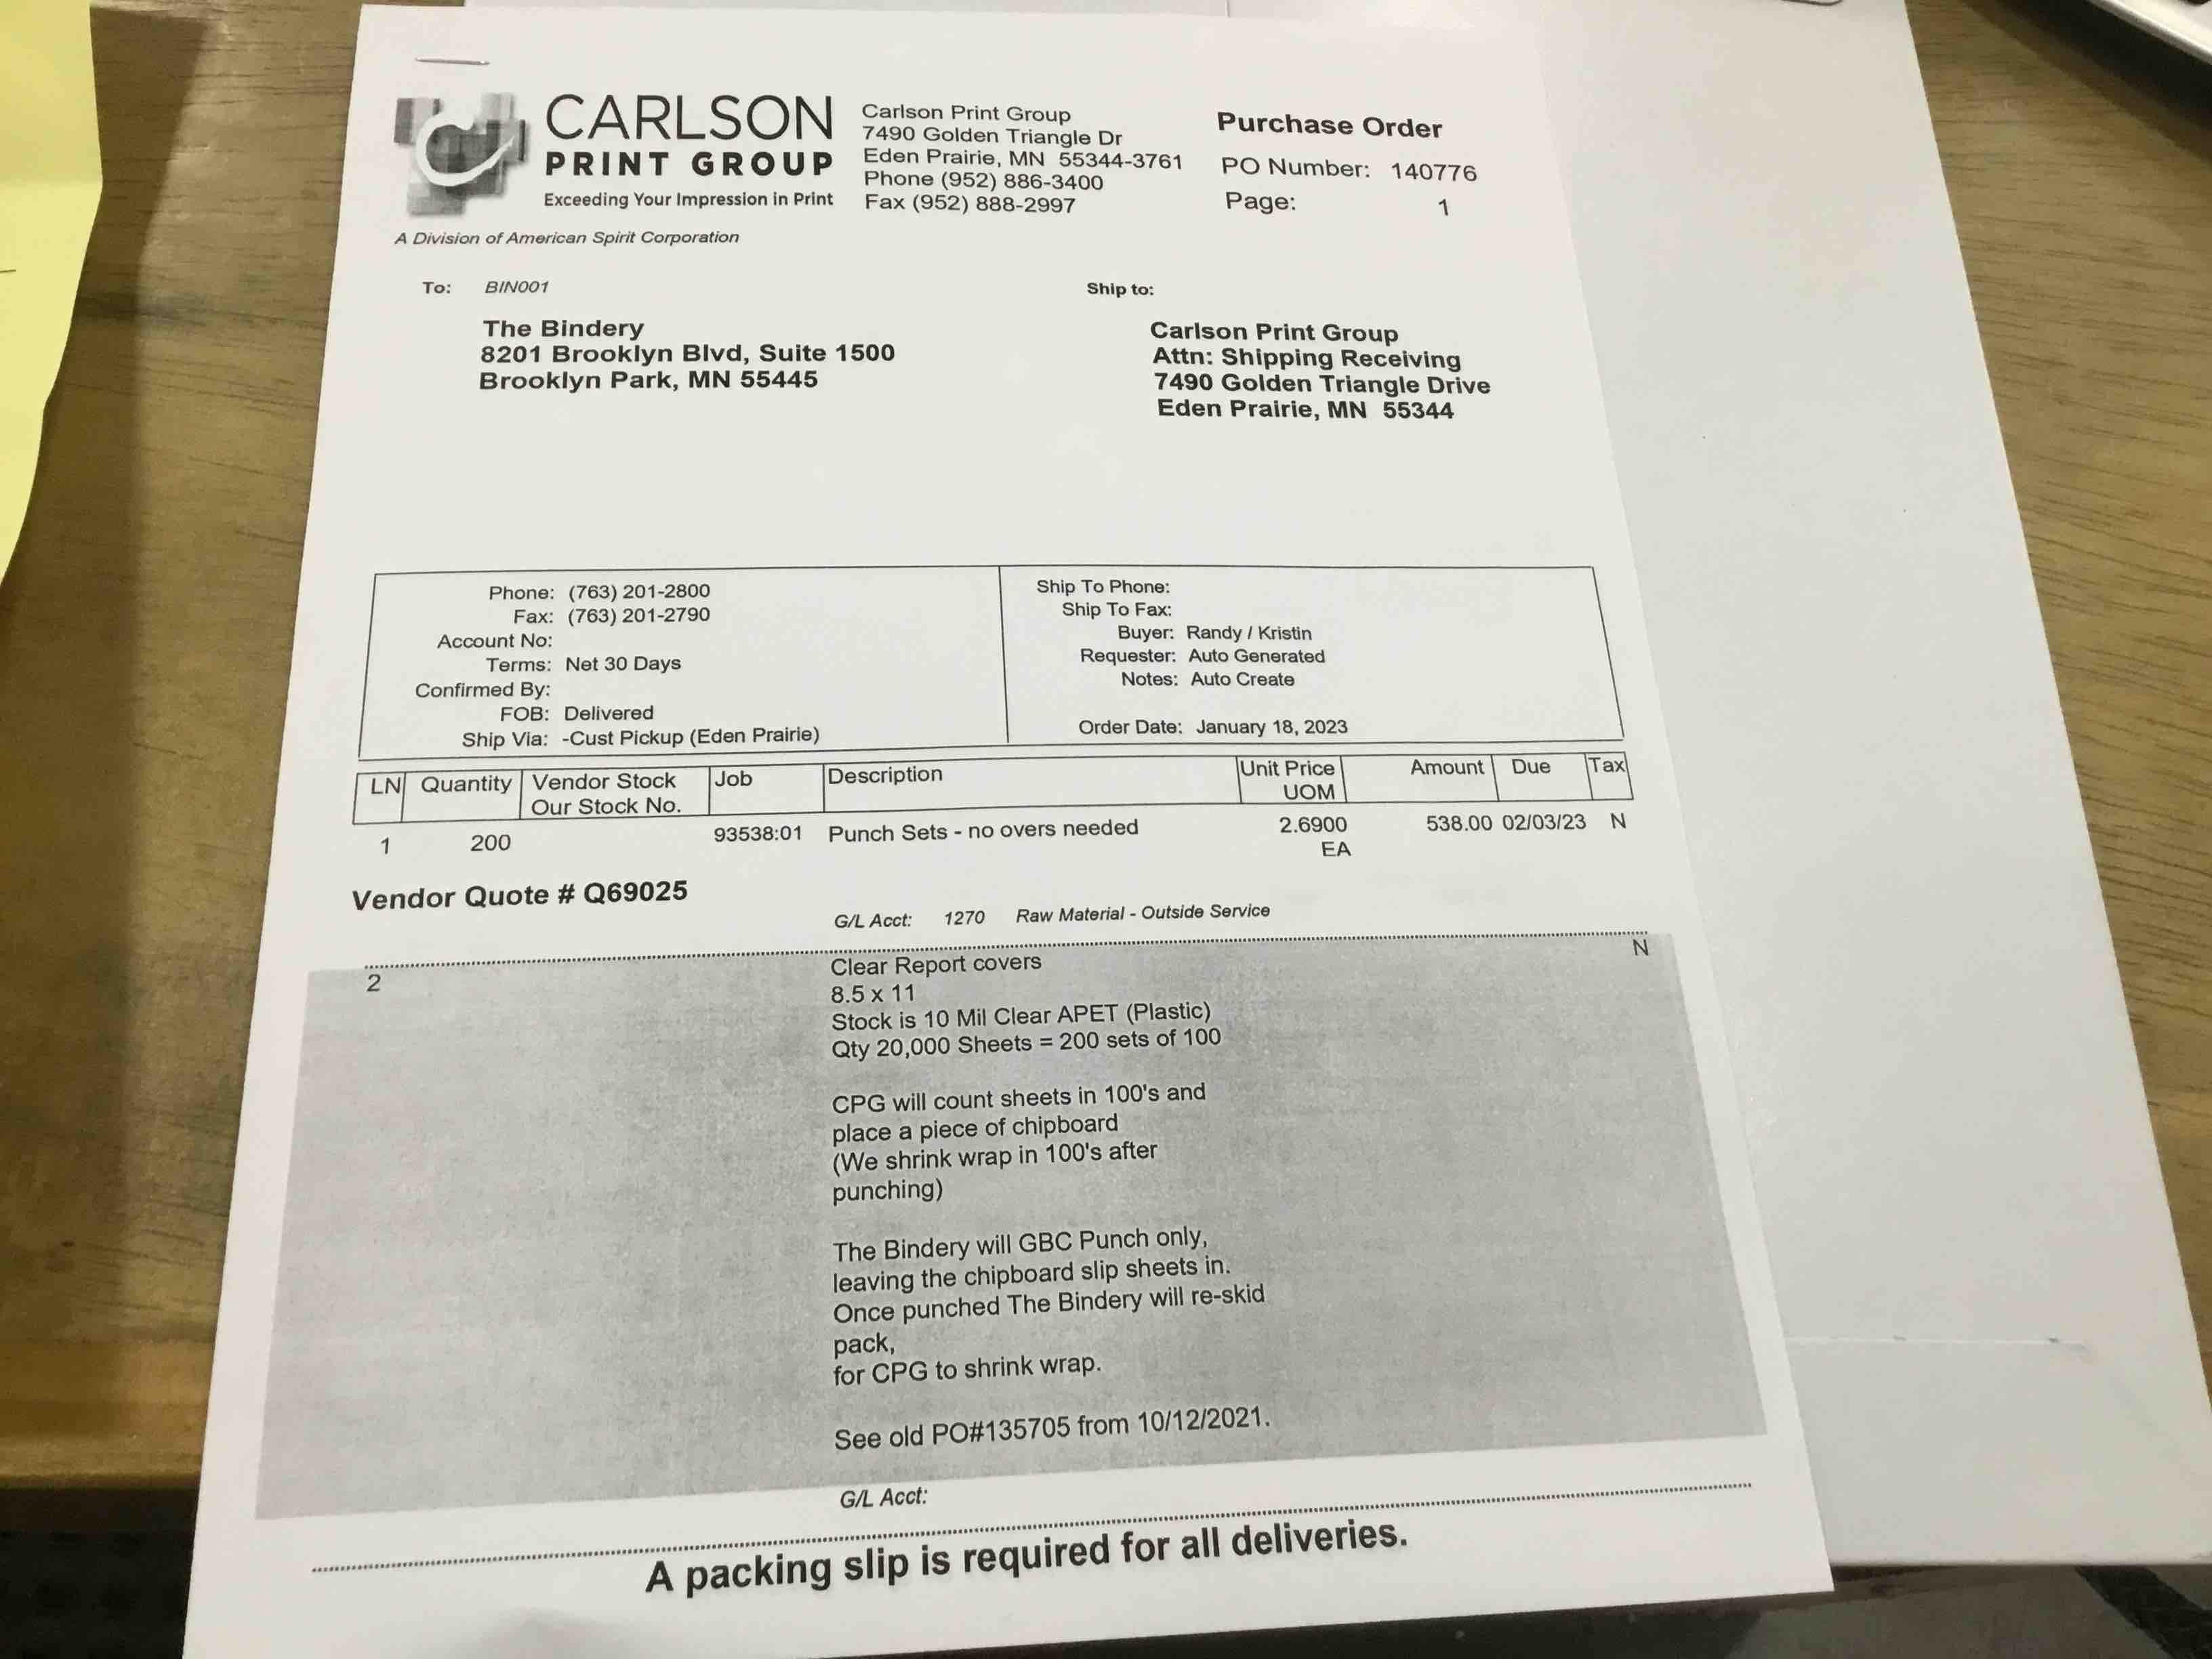 CARLSON
PRINT GROUP
Exceeding Your Impression in Print
A Division of American Spirit Corporation
Carlson Print Group
7490 Golden Triangle Dr
Eden Prairie, MN 55344-3761
Phone (952) 886-3400
Fax (952) 888-2997
Purchase Order
PO Number: 140776
Page: 1
To: BIN001
The Bindery
8201 Brooklyn Blvd, Suite 1500
Brooklyn Park, MN 55445
Ship to:
Carlson Print Group
Attn: Shipping Receiving
7490 Golden Triangle Drive
Eden Prairie, MN 55344
Phone: (763) 201-2800
Fax: (763) 201-2790
Account No:
Terms: Net 30 Days
Confirmed By:
FOB: Delivered
Ship Via: -Cust Pickup (Eden Prairie)
Ship To Phone:
Ship To Fax:
Buyer: Randy / Kristin
Requester: Auto Generated
Notes: Auto Create
Order Date: January 18, 2023
LN Quantity Vendor Stock Job Description Unit Price Amount Due Tax
Our Stock No. UOM
1 200 93538:01 Punch Sets - no overs needed 2.6900 538.00 02/03/23 N
EA
Vendor Quote # Q69025
G/L Acct: 1270 Raw Material - Outside Service
2 Clear Report covers N
8.5 x 11
Stock is 10 Mil Clear APET (Plastic)
Qty 20,000 Sheets = 200 sets of 100
CPG will count sheets in 100's and
place a piece of chipboard
(We shrink wrap in 100's after
punching)
The Bindery will GBC Punch only,
leaving the chipboard slip sheets in.
Once punched The Bindery will re-skid
pack,
for CPG to shrink wrap.
See old PO#135705 from 10/12/2021.
G/L Acct:
A packing slip is required for all deliveries.